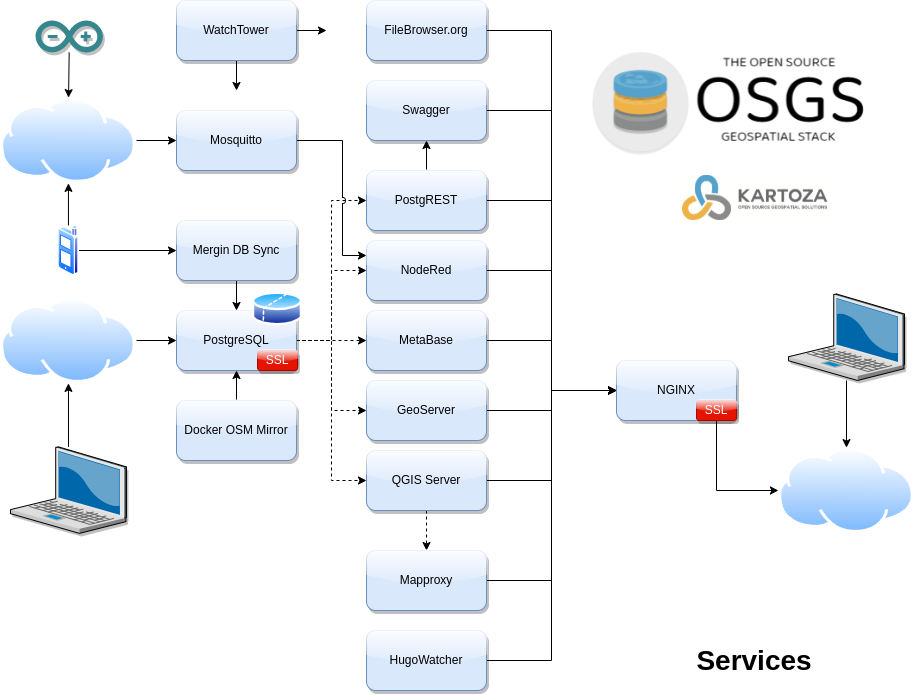 WatchTower
FileBrowser.org
Swagger
THE OPEN SOURCE
OSGS
GEOSPATIAL STACK
Mosquitto
PostgREST
KARTOZA
OPEN SOURCE GEOSPATIAL SOLUTIONS
Mergin DB Sync
NodeRed
PostgreSQL
SSL
MetaBase
NGINX
SSL
GeoServer
Docker OSM Mirror
QGIS Server
Mapproxy
HugoWatcher
Services